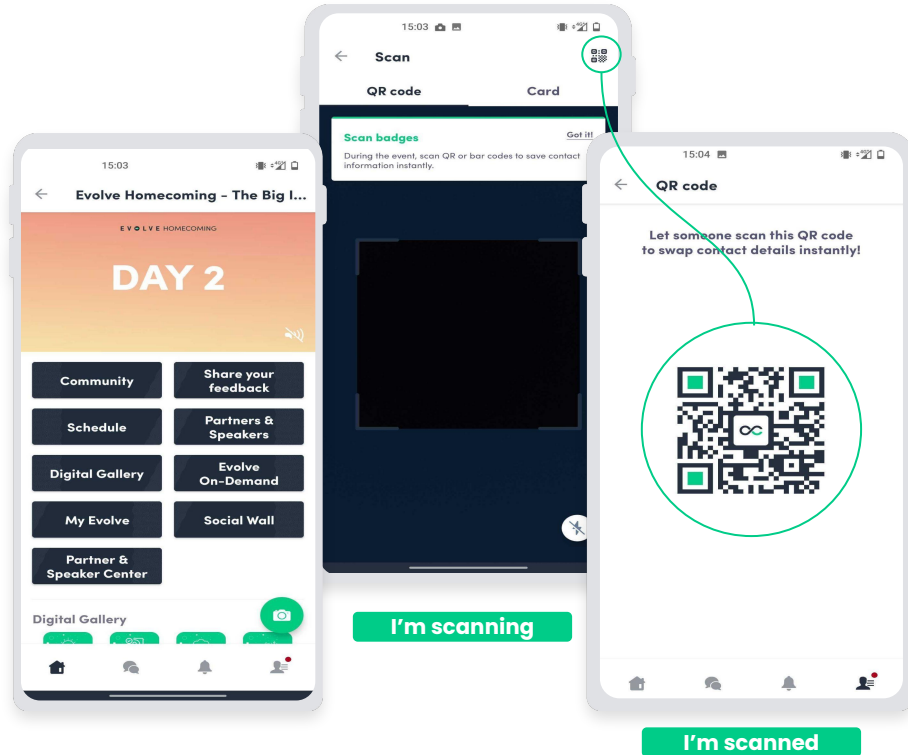 15:03
Evolve Homecoming - The Big I...
EVOLVE HOMECOMING
DAY 2
Community
Share your
feedback
Schedule
Partners &
Speakers
Digital Gallery
Evolve
On-Demand
My Evolve
Social Wall
Partner &
Speaker Center
Digital Gallery
15:03
Scan
QR code
Card
Scan badges
Got it!
During the event, scan QR or bar codes to save contact
information instantly.
I'm scanning
15:04
QR code
Let someone scan this QR code
to swap contact details instantly!
I'm scanned